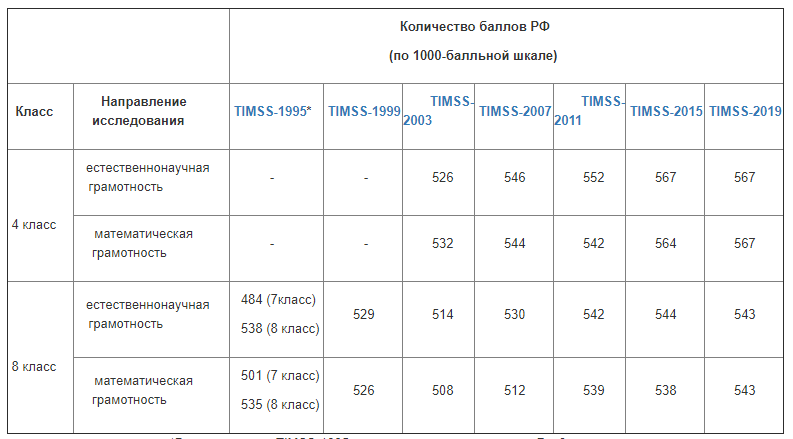 Количество баллов РФ
(по 1000-балльной шкале)
Класс
Направление
исследования
TIMSS-1995*
TIMSS-1999
TIMSS-
2003
TIMSS-2007
TIMSS-
2011
TIMSS-2015
TIMSS-2019
4 класс
естественнонаучная
грамотность
-
-
526
546
552
567
567
математическая
грамотность
-
-
532
544
542
564
567
8 класс
естественнонаучная
грамотность
484 (7класс)
538 (8 класс)
529
514
530
542
544
543
математическая
грамотность
501 (7 класс)
535 (8 класс)
526
508
512
539
538
543